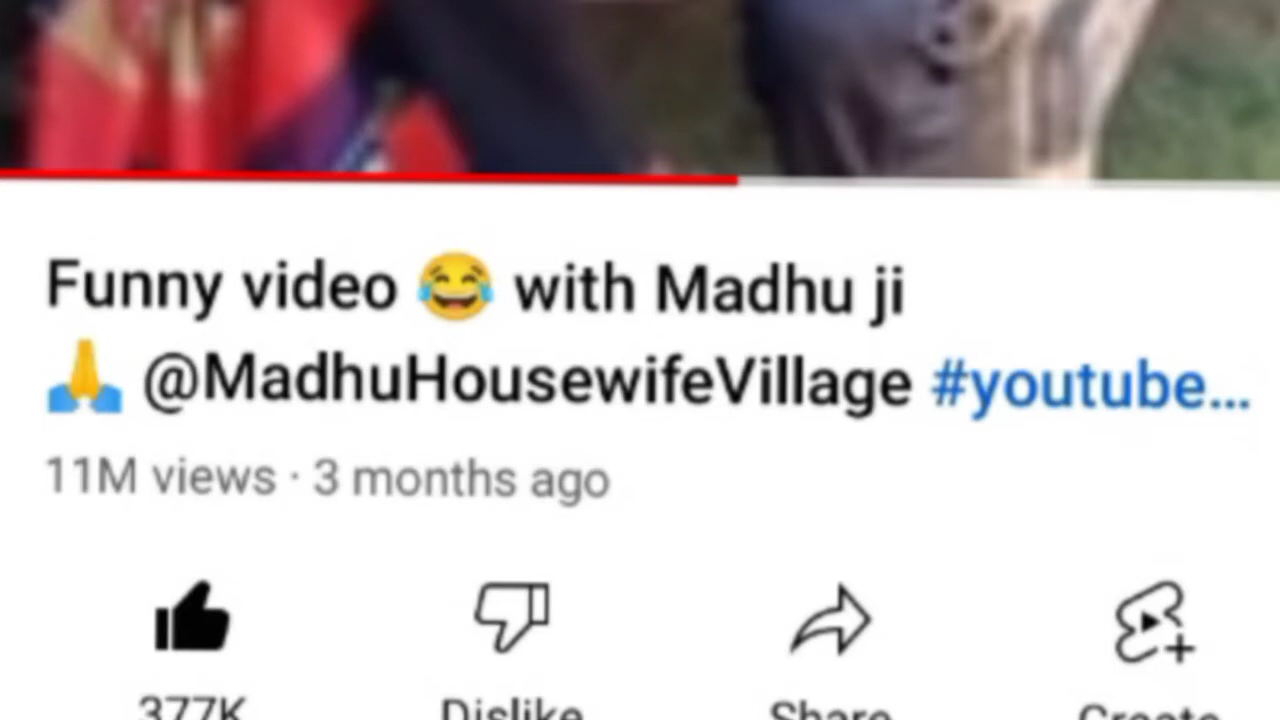 Funny video 😂 with Madhu ji
🙏 @MadhuHousewifeVillage #youtube...
11M views · 3 months ago
377K Dislike Share Create